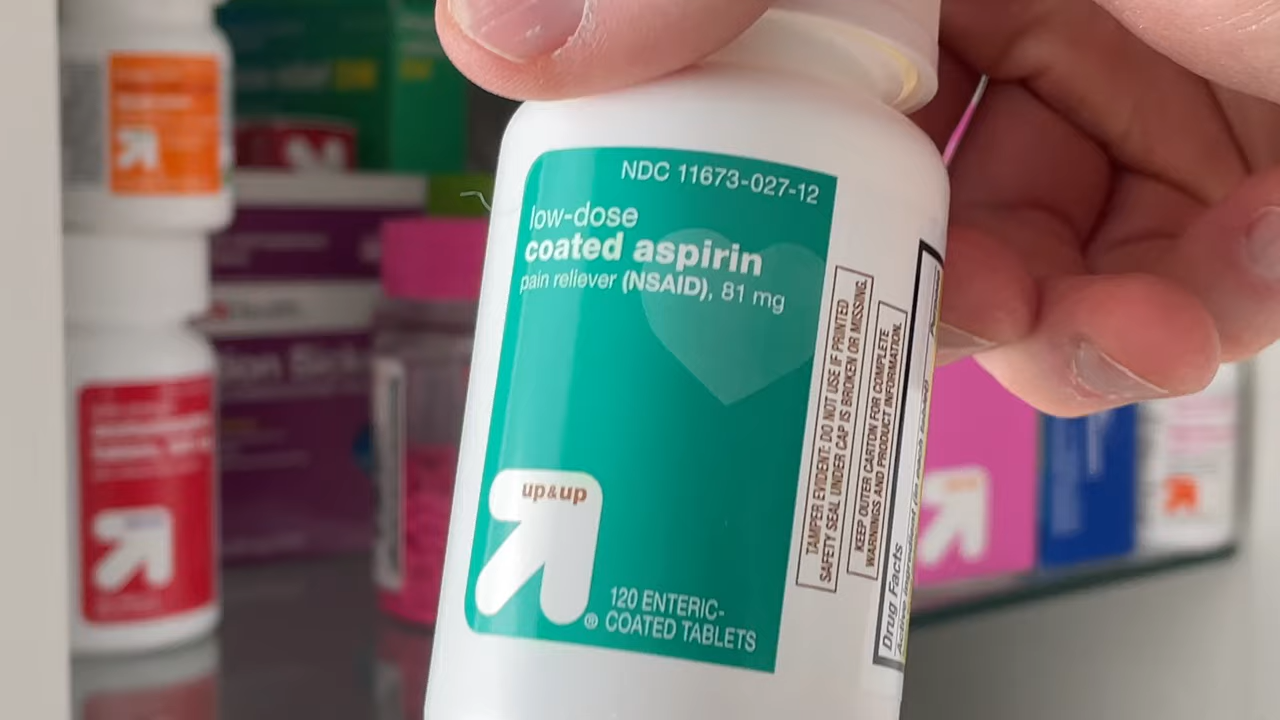 NDC 11673-027-12
low-dose
coated aspirin
pain reliever (NSAID), 81 mg
up&up
®
120 ENTERIC-
COATED TABLETS
TAMPER EVIDENT: DO NOT USE IF PRINTED
SAFETY SEAL UNDER CAP IS BROKEN OR MISSING.
KEEP OUTER CARTON FOR COMPLETE
WARNINGS AND PRODUCT INFORMATION.
Drug Facts